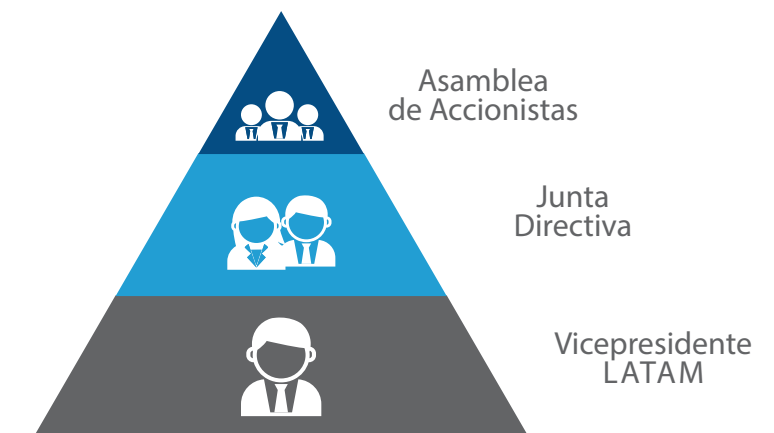 Asamblea
de Accionistas
Junta
Directiva
Vicepresidente
LATAM